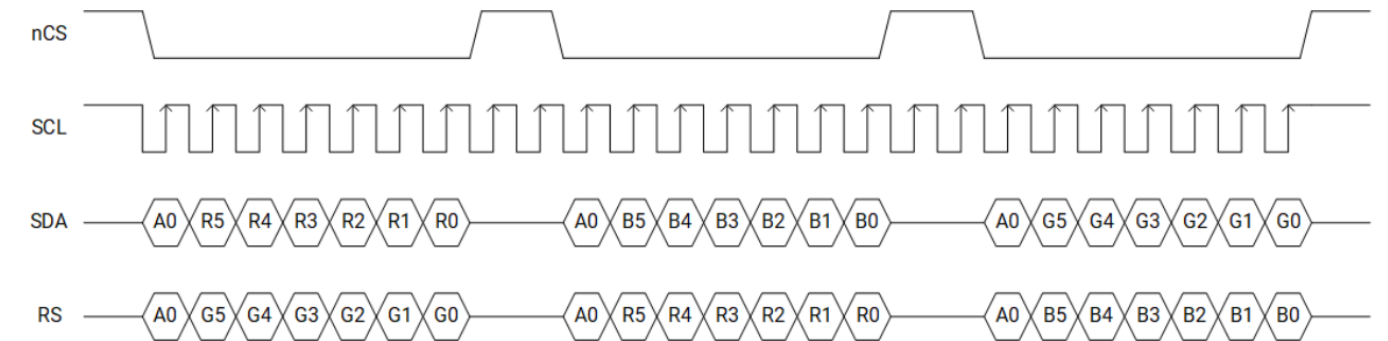 nCS
SCL
SDA A0 R5 R4 R3 R2 R1 R0 A0 B5 B4 B3 B2 B1 B0 A0 G5 G4 G3 G2 G1 G0
RS A0 G5 G4 G3 G2 G1 G0 A0 R5 R4 R3 R2 R1 R0 A0 B5 B4 B3 B2 B1 B0